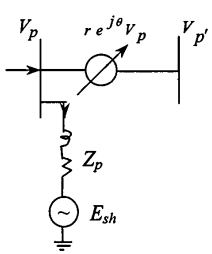 V_p
r e^{jθ} V_p
V_{p'}
Z_p
~
E_{sh}